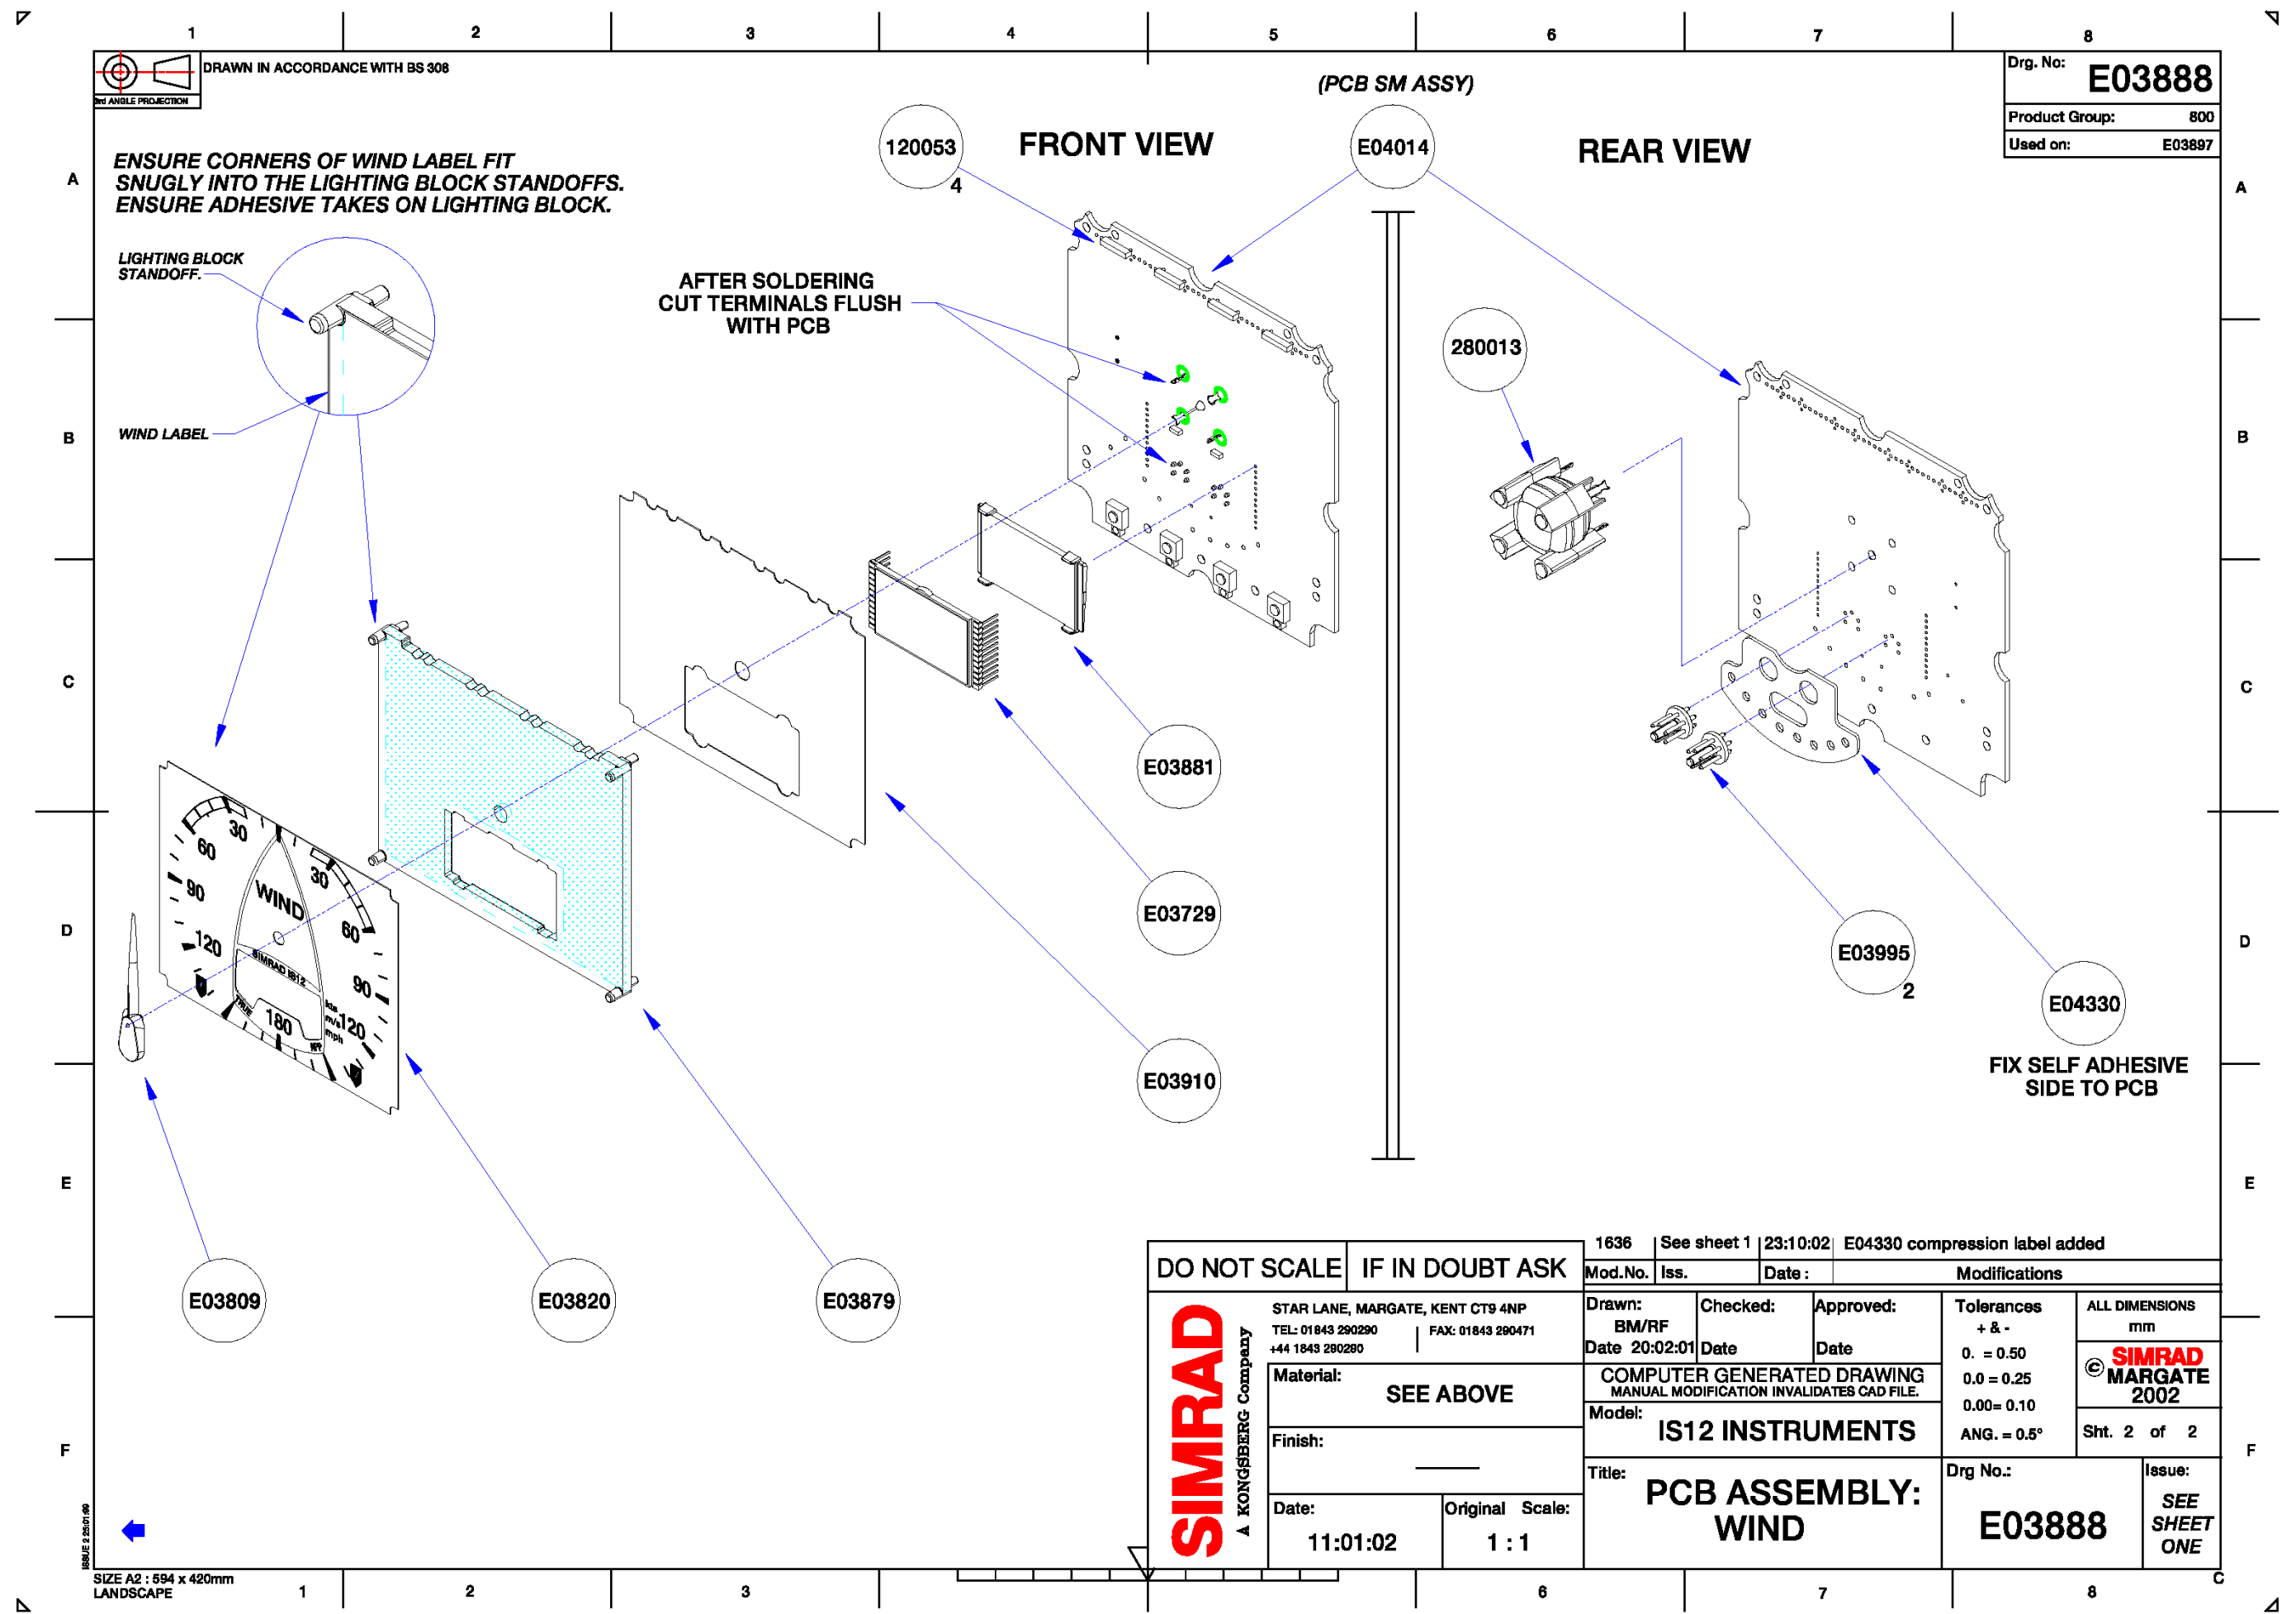 1 2 3 4 5 6 7 8
DRAWN IN ACCORDANCE WITH BS 308
3rd ANGLE PROJECTION
(PCB SM ASSY)
Drg. No: E03888
Product Group: 800
Used on: E03897
ENSURE CORNERS OF WIND LABEL FIT
SNUGLY INTO THE LIGHTING BLOCK STANDOFFS.
ENSURE ADHESIVE TAKES ON LIGHTING BLOCK.
120053
4
FRONT VIEW
E04014
REAR VIEW
A A
LIGHTING BLOCK
STANDOFF.
AFTER SOLDERING
CUT TERMINALS FLUSH
WITH PCB
280013
WIND LABEL
B B
C C
E03881
E03729
E03910
D D
E03995
2
E04330
FIX SELF ADHESIVE
SIDE TO PCB
30
60
90
120
WIND
30
60
90
120
SIMRAD IS12
TRUE
180
APP
kts
m/s
mph
E E
E03809
E03820
E03879
1636 See sheet 1 23:10:02 E04330 compression label added
Mod.No. Iss. Date: Modifications
DO NOT SCALE IF IN DOUBT ASK
SIMRAD
A KONGSBERG Company
STAR LANE, MARGATE, KENT CT9 4NP
TEL: 01843 290290 FAX: 01843 290471
+44 1843 290290
Material:
SEE ABOVE
Finish:
Date:
11:01:02
Original Scale:
1 : 1
Drawn:
BM/RF
Date 20:02:01
Checked:
Date
Approved:
Date
COMPUTER GENERATED DRAWING
MANUAL MODIFICATION INVALIDATES CAD FILE.
Model:
IS12 INSTRUMENTS
Title:
PCB ASSEMBLY:
WIND
Tolerances
+ & -
0. = 0.50
0.0 = 0.25
0.00= 0.10
ANG. = 0.5°
ALL DIMENSIONS
mm
© SIMRAD
MARGATE
2002
Sht. 2 of 2
Drg No.:
E03888
Issue:
SEE
SHEET
ONE
F F
ISSUE 2 25:01:99
SIZE A2 : 594 x 420mm
LANDSCAPE
C
1 2 3 6 7 8